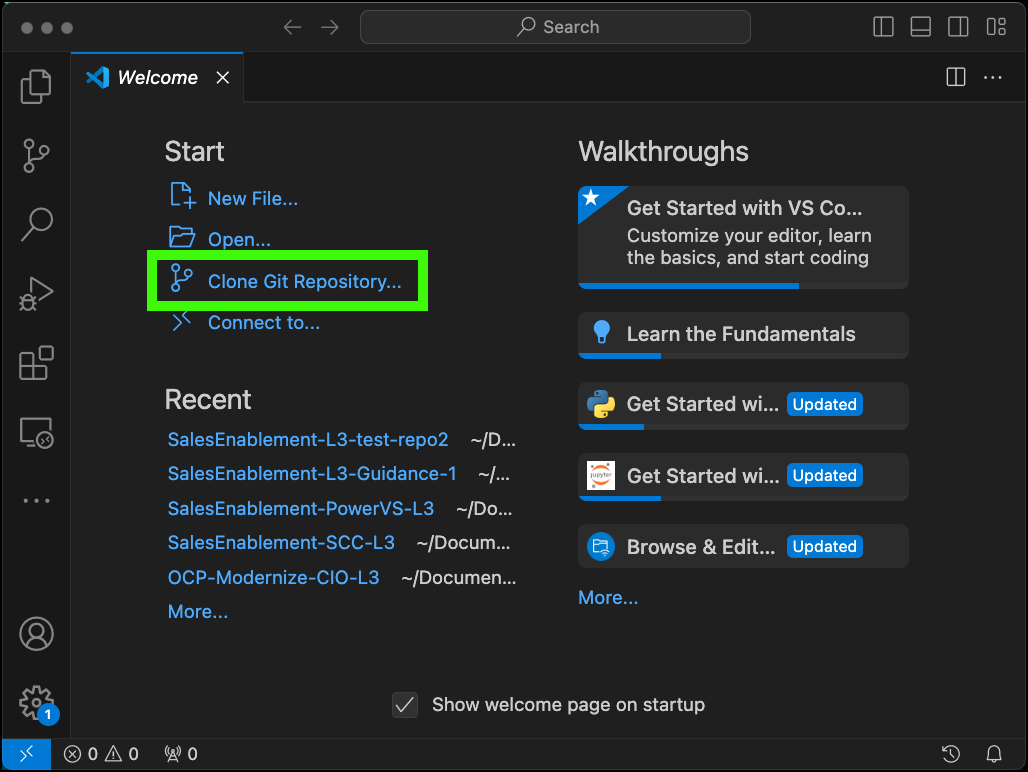 Search
Welcome
Start
New File...
Open...
Clone Git Repository...
Connect to...
Recent
SalesEnablement-L3-test-repo2 ~/D...
SalesEnablement-L3-Guidance-1 ~/...
SalesEnablement-PowerVS-L3 ~/Do...
SalesEnablement-SCC-L3 ~/Docum...
OCP-Modernize-CIO-L3 ~/Documen...
More...
Walkthroughs
Get Started with VS Co...
Customize your editor, learn
the basics, and start coding
Learn the Fundamentals
Get Started wi... Updated
jupyter
Get Started wi... Updated
Browse & Edit... Updated
More...
Show welcome page on startup
1
0 0 0